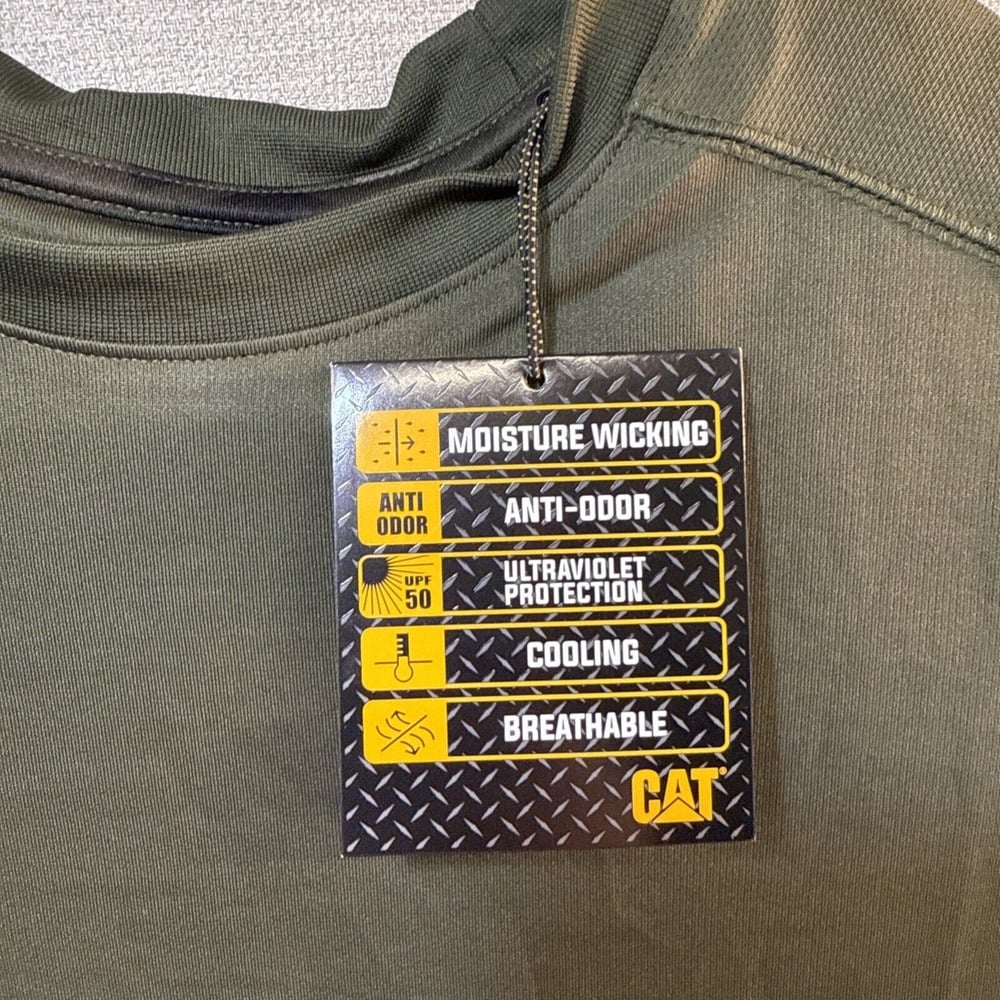 MOISTURE WICKING
ANTI
ODOR
ANTI-ODOR
UPF
50
ULTRAVIOLET
PROTECTION
COOLING
BREATHABLE
CAT®